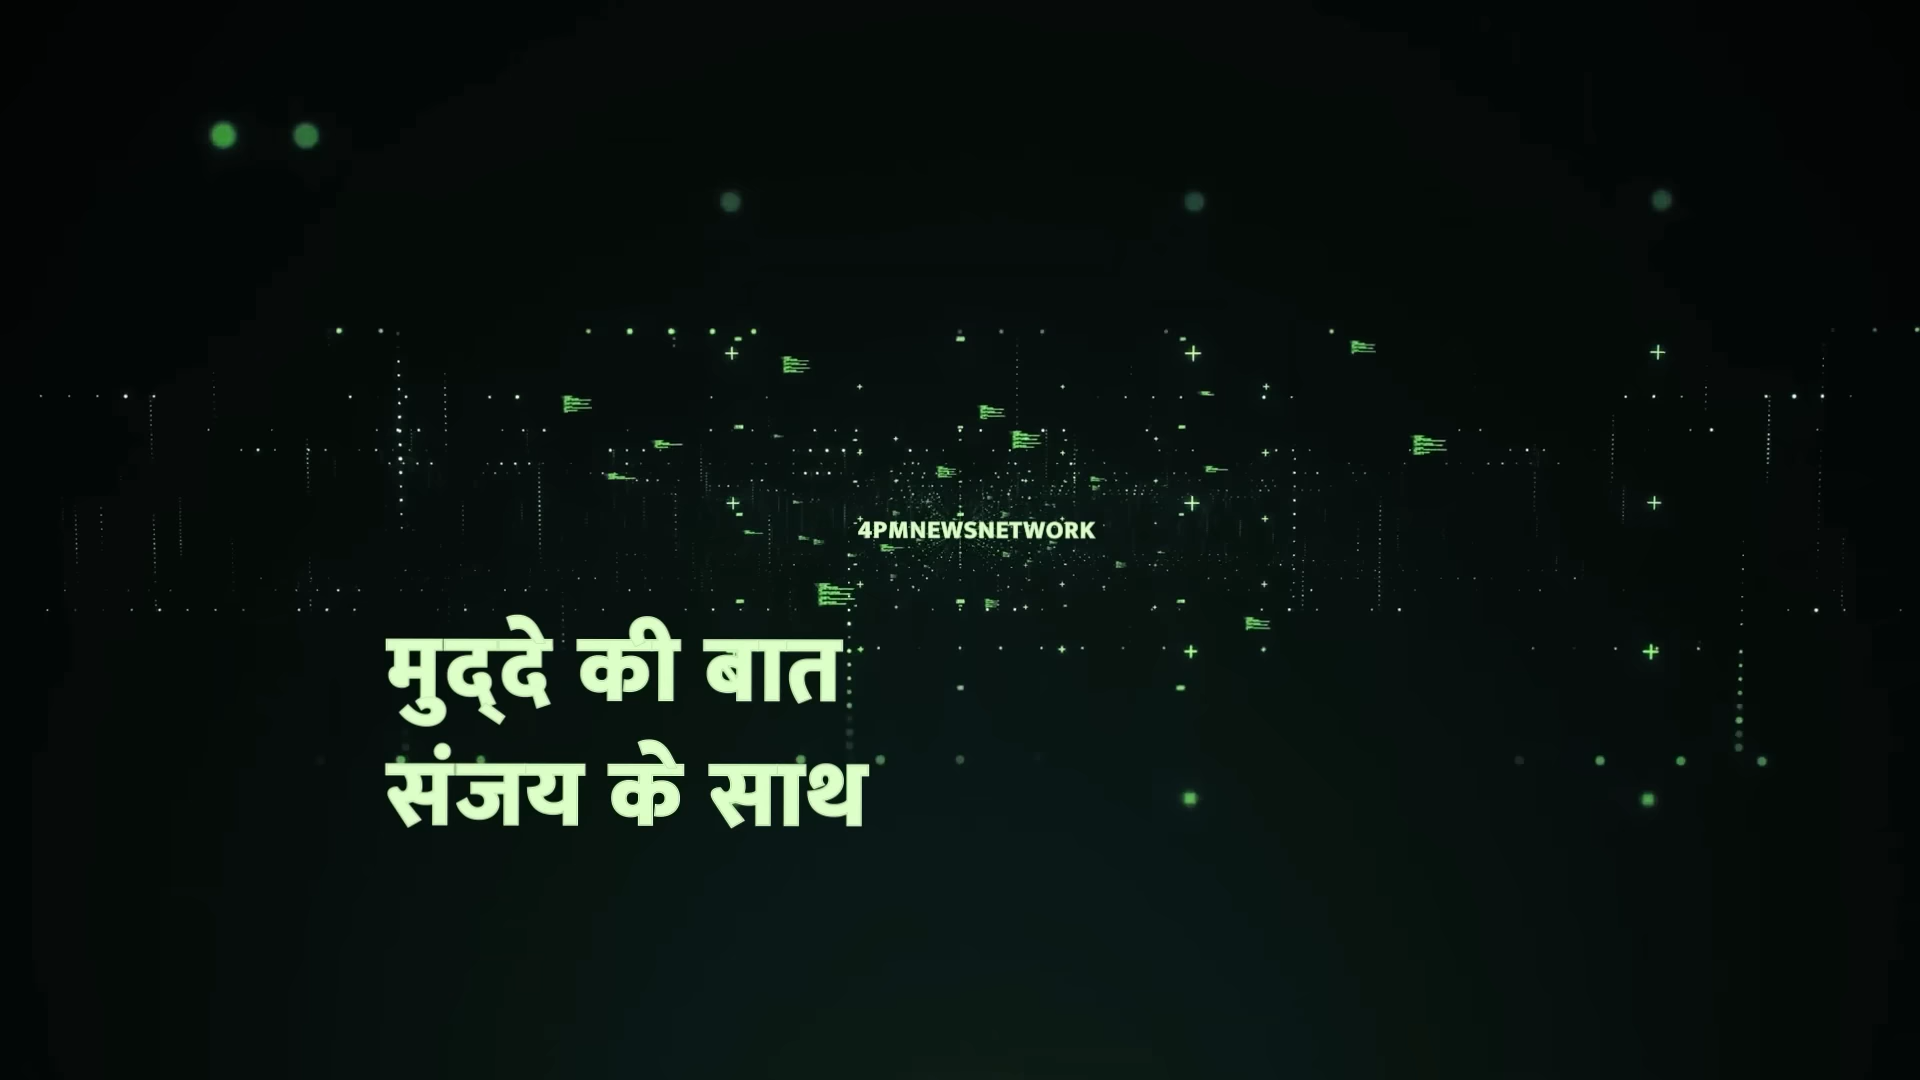 4PMNEWSNETWORK
मुद्दे की बात
संजय के साथ